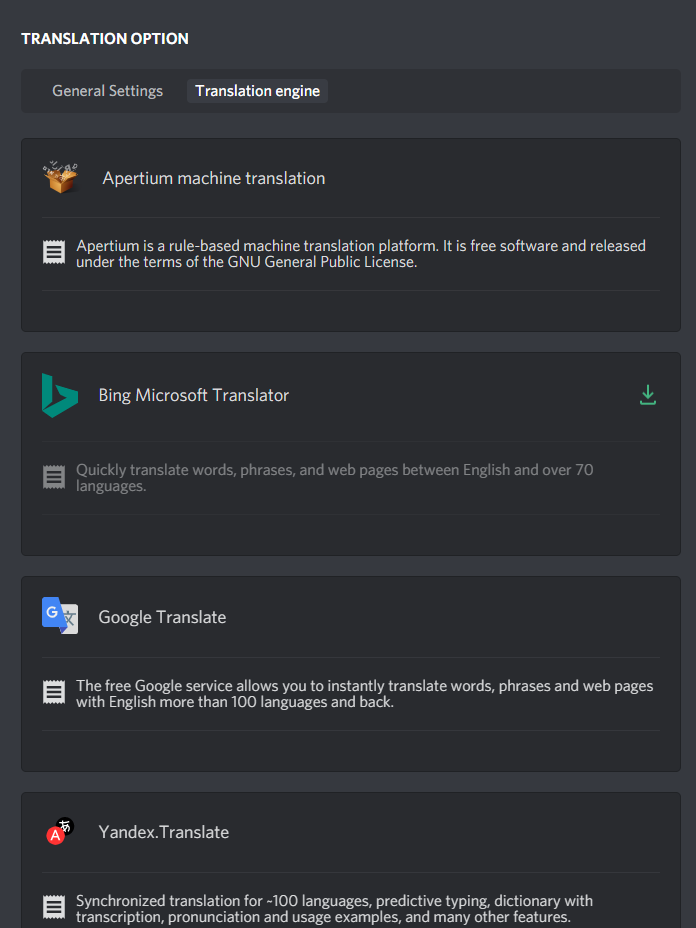 TRANSLATION OPTION
General Settings
Translation engine
Apertium machine translation
Apertium is a rule-based machine translation platform. It is free software and released
under the terms of the GNU General Public License.
Bing Microsoft Translator
Quickly translate words, phrases, and web pages between English and over 70
languages.
G 文
Google Translate
The free Google service allows you to instantly translate words, phrases and web pages
with English more than 100 languages and back.
A あ
Yandex.Translate
Synchronized translation for ~100 languages, predictive typing, dictionary with
transcription, pronunciation and usage examples, and many other features.